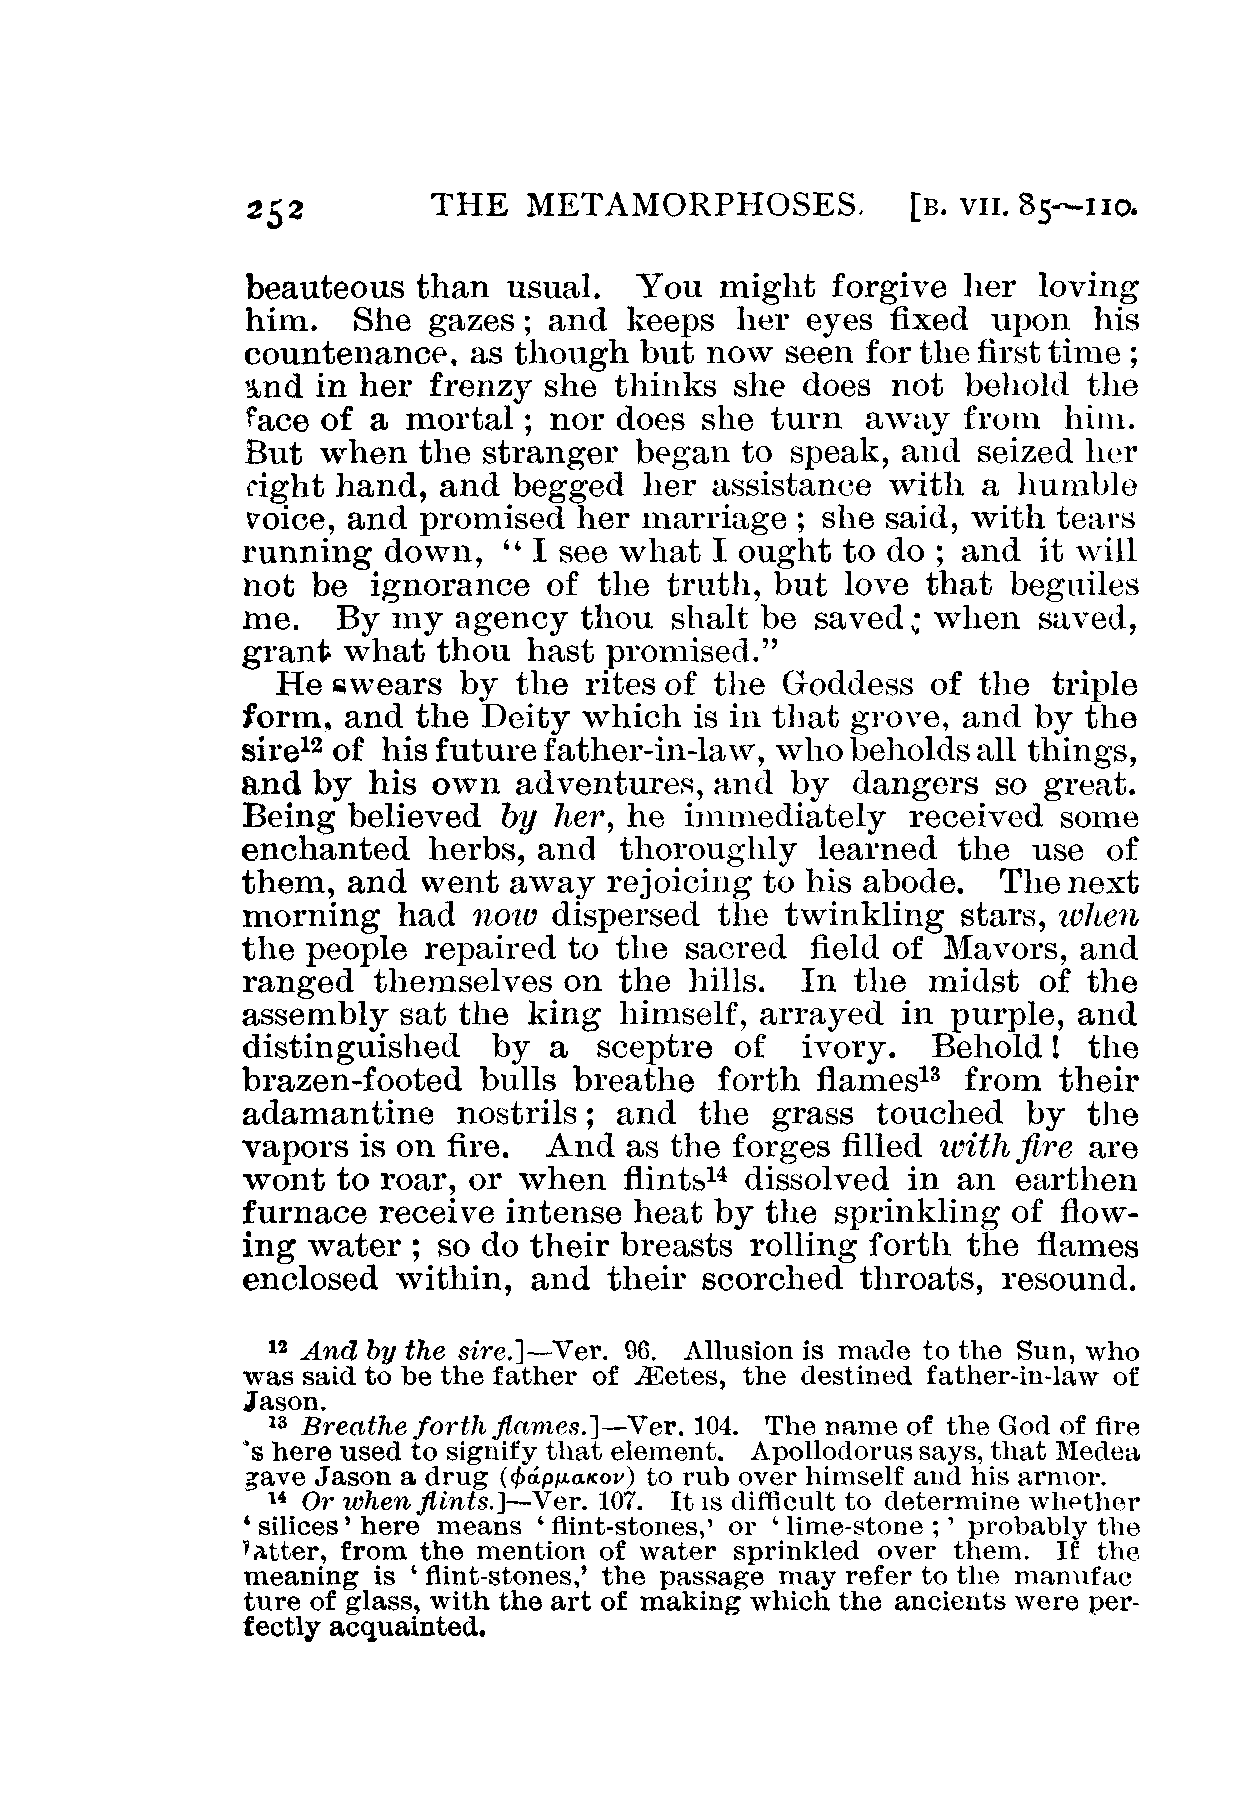 252 THE METAMORPHOSES. [B. VII. 85—110.
beauteous than usual. You might forgive her loving
him. She gazes; and keeps her eyes fixed upon his
countenance, as though but now seen for the first time;
and in her frenzy she thinks she does not behold the
face of a mortal; nor does she turn away from him.
But when the stranger began to speak, and seized her
right hand, and begged her assistance with a humble
voice, and promised her marriage; she said, with tears
running down, “I see what I ought to do; and it will
not be ignorance of the truth, but love that beguiles
me. By my agency thou shalt be saved; when saved,
grant what thou hast promised.”
He swears by the rites of the Goddess of the triple
form, and the Deity which is in that grove, and by the
sire¹² of his future father-in-law, who beholds all things,
and by his own adventures, and by dangers so great.
Being believed by her, he immediately received some
enchanted herbs, and thoroughly learned the use of
them, and went away rejoicing to his abode. The next
morning had now dispersed the twinkling stars, when
the people repaired to the sacred field of Mavors, and
ranged themselves on the hills. In the midst of the
assembly sat the king himself, arrayed in purple, and
distinguished by a sceptre of ivory. Behold! the
brazen-footed bulls breathe forth flames¹³ from their
adamantine nostrils; and the grass touched by the
vapors is on fire. And as the forges filled with fire are
wont to roar, or when flints¹⁴ dissolved in an earthen
furnace receive intense heat by the sprinkling of flow-
ing water; so do their breasts rolling forth the flames
enclosed within, and their scorched throats, resound.
¹² And by the sire.]—Ver. 96. Allusion is made to the Sun, who
was said to be the father of Æetes, the destined father-in-law of
Jason.
¹³ Breathe forth flames.]—Ver. 104. The name of the God of fire
's here used to signify that element. Apollodorus says, that Medea
gave Jason a drug (φάρμακον) to rub over himself and his armor.
¹⁴ Or when flints.]—Ver. 107. It is difficult to determine whether
‘silices’ here means ‘flint-stones,’ or ‘lime-stone;’ probably the
latter, from the mention of water sprinkled over them. If the
meaning is ‘flint-stones,’ the passage may refer to the manufac
ture of glass, with the art of making which the ancients were per-
fectly acquainted.